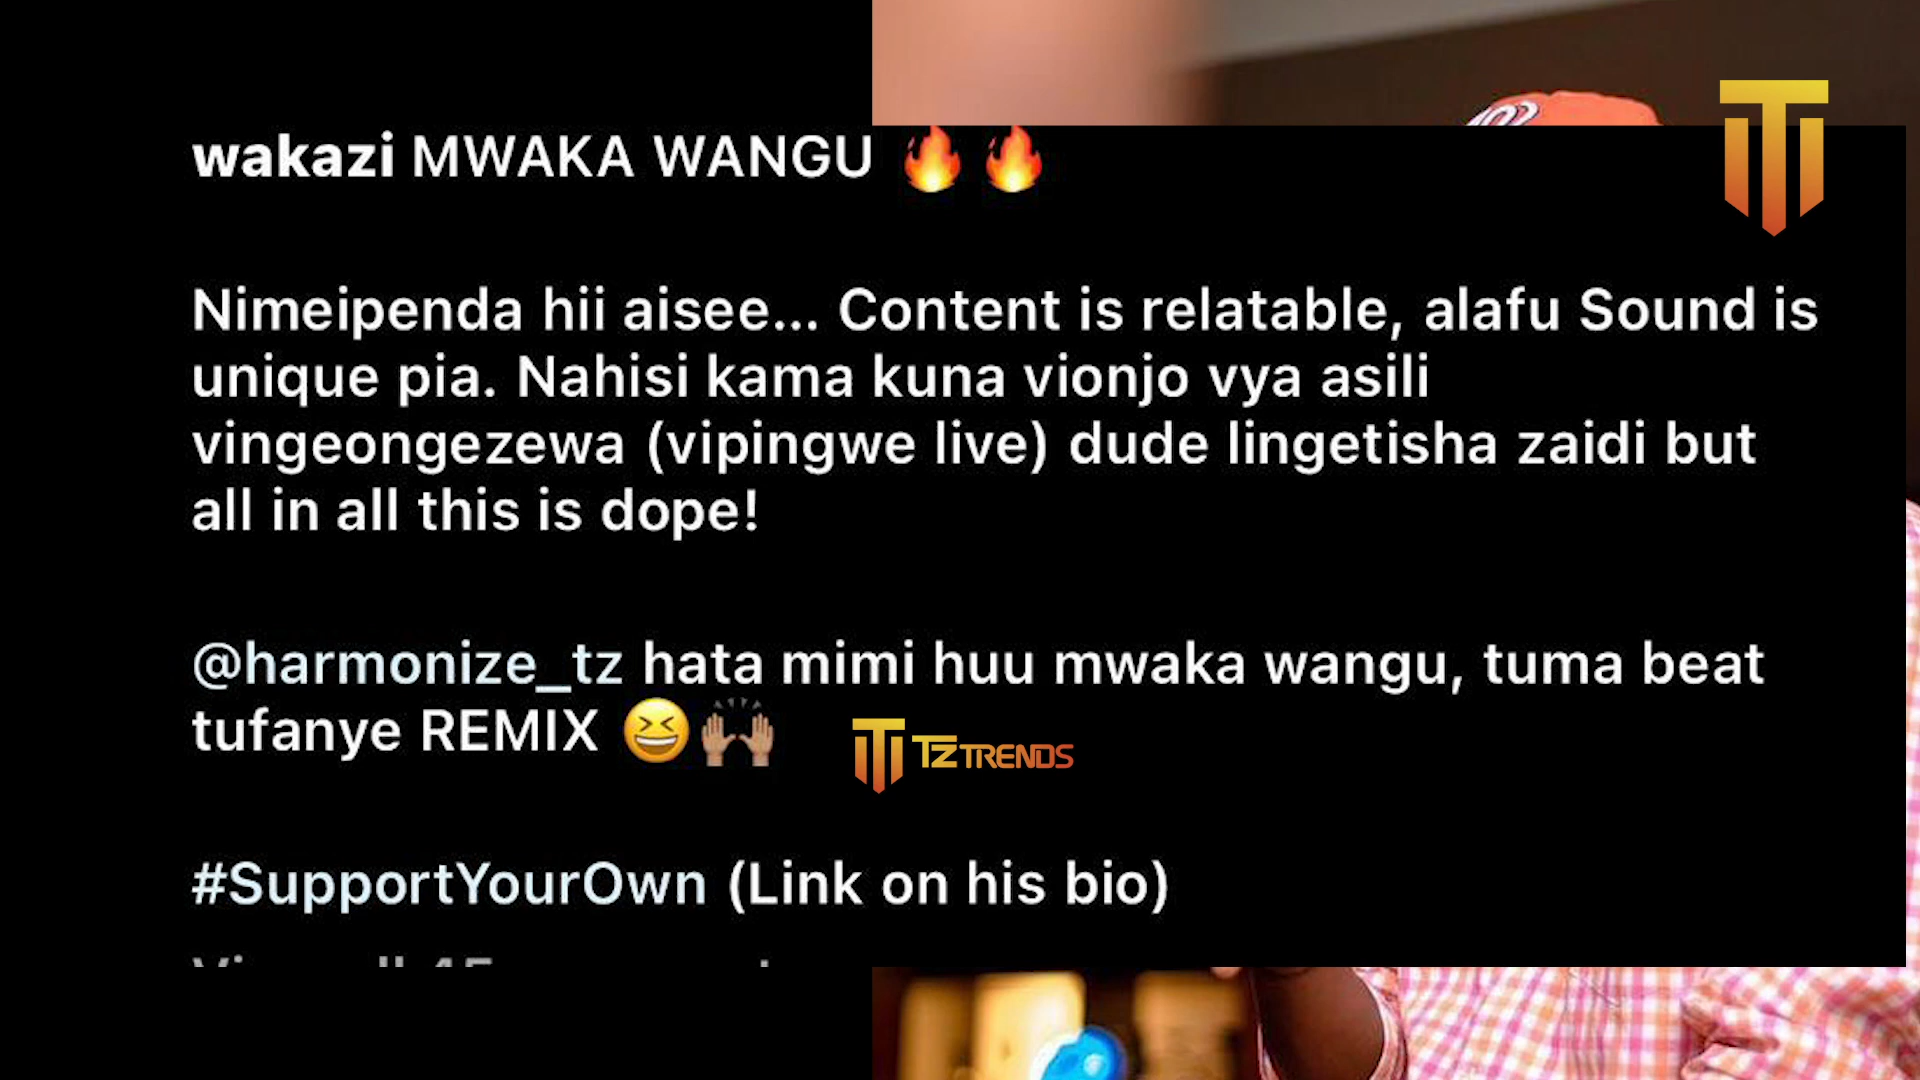 wakazi MWAKA WANGU 🔥 🔥
Nimeipenda hii aisee... Content is relatable, alafu Sound is
unique pia. Nahisi kama kuna vionjo vya asili
vingeongezewa (vipingwe live) dude lingetisha zaidi but
all in all this is dope!
@harmonize_tz hata mimi huu mwaka wangu, tuma beat
tufanye REMIX 😆🙌🏽
TZ TRENDS
#SupportYourOwn (Link on his bio)